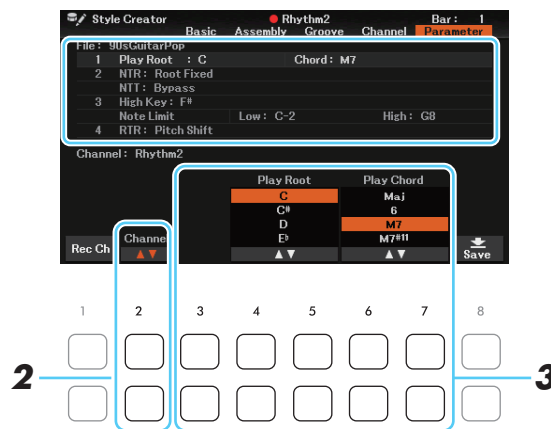 Style Creator Rhythm2 Bar: 1
Basic Assembly Groove Channel Parameter
File: 90sGuitarPop
1 Play Root : C Chord: M7
2 NTR: Root Fixed
NTT: Bypass
3 High Key: F#
Note Limit Low: C-2 High: G8
4 RTR: Pitch Shift
Channel: Rhythm2
Play Root Play Chord
C Maj
C# 6
D M7
E♭ M7#11
Rec Ch Channel Save
1 2 3 4 5 6 7 8
2 3